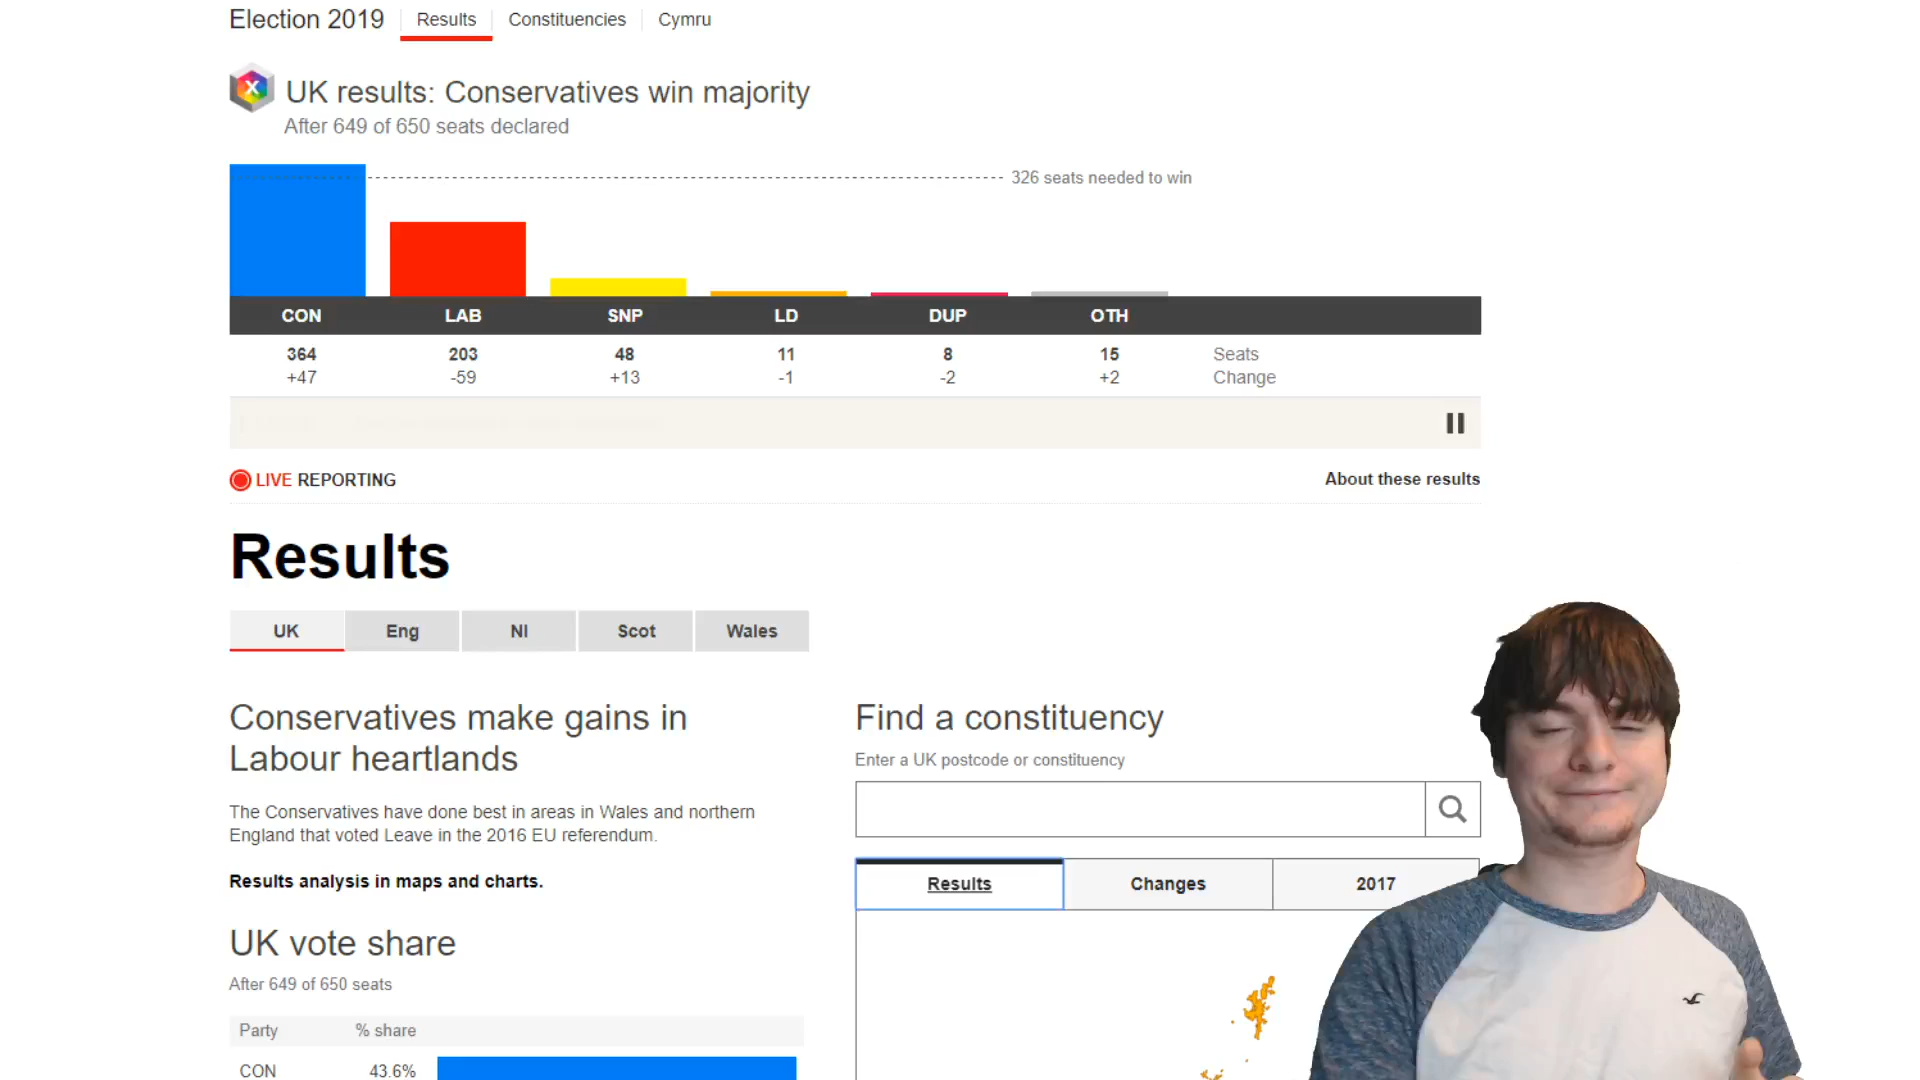 Election 2019
Results
Constituencies
Cymru
X
UK results: Conservatives win majority
After 649 of 650 seats declared
326 seats needed to win
CON LAB SNP LD DUP OTH
364 203 48 11 8 15 Seats
+47 -59 +13 -1 -2 +2 Change
LIVE REPORTING
About these results
Results
UK Eng NI Scot Wales
Conservatives make gains in
Labour heartlands
The Conservatives have done best in areas in Wales and northern
England that voted Leave in the 2016 EU referendum.
Results analysis in maps and charts.
UK vote share
After 649 of 650 seats
Party % share
CON 43.6%
Find a constituency
Enter a UK postcode or constituency
Results Changes 2017